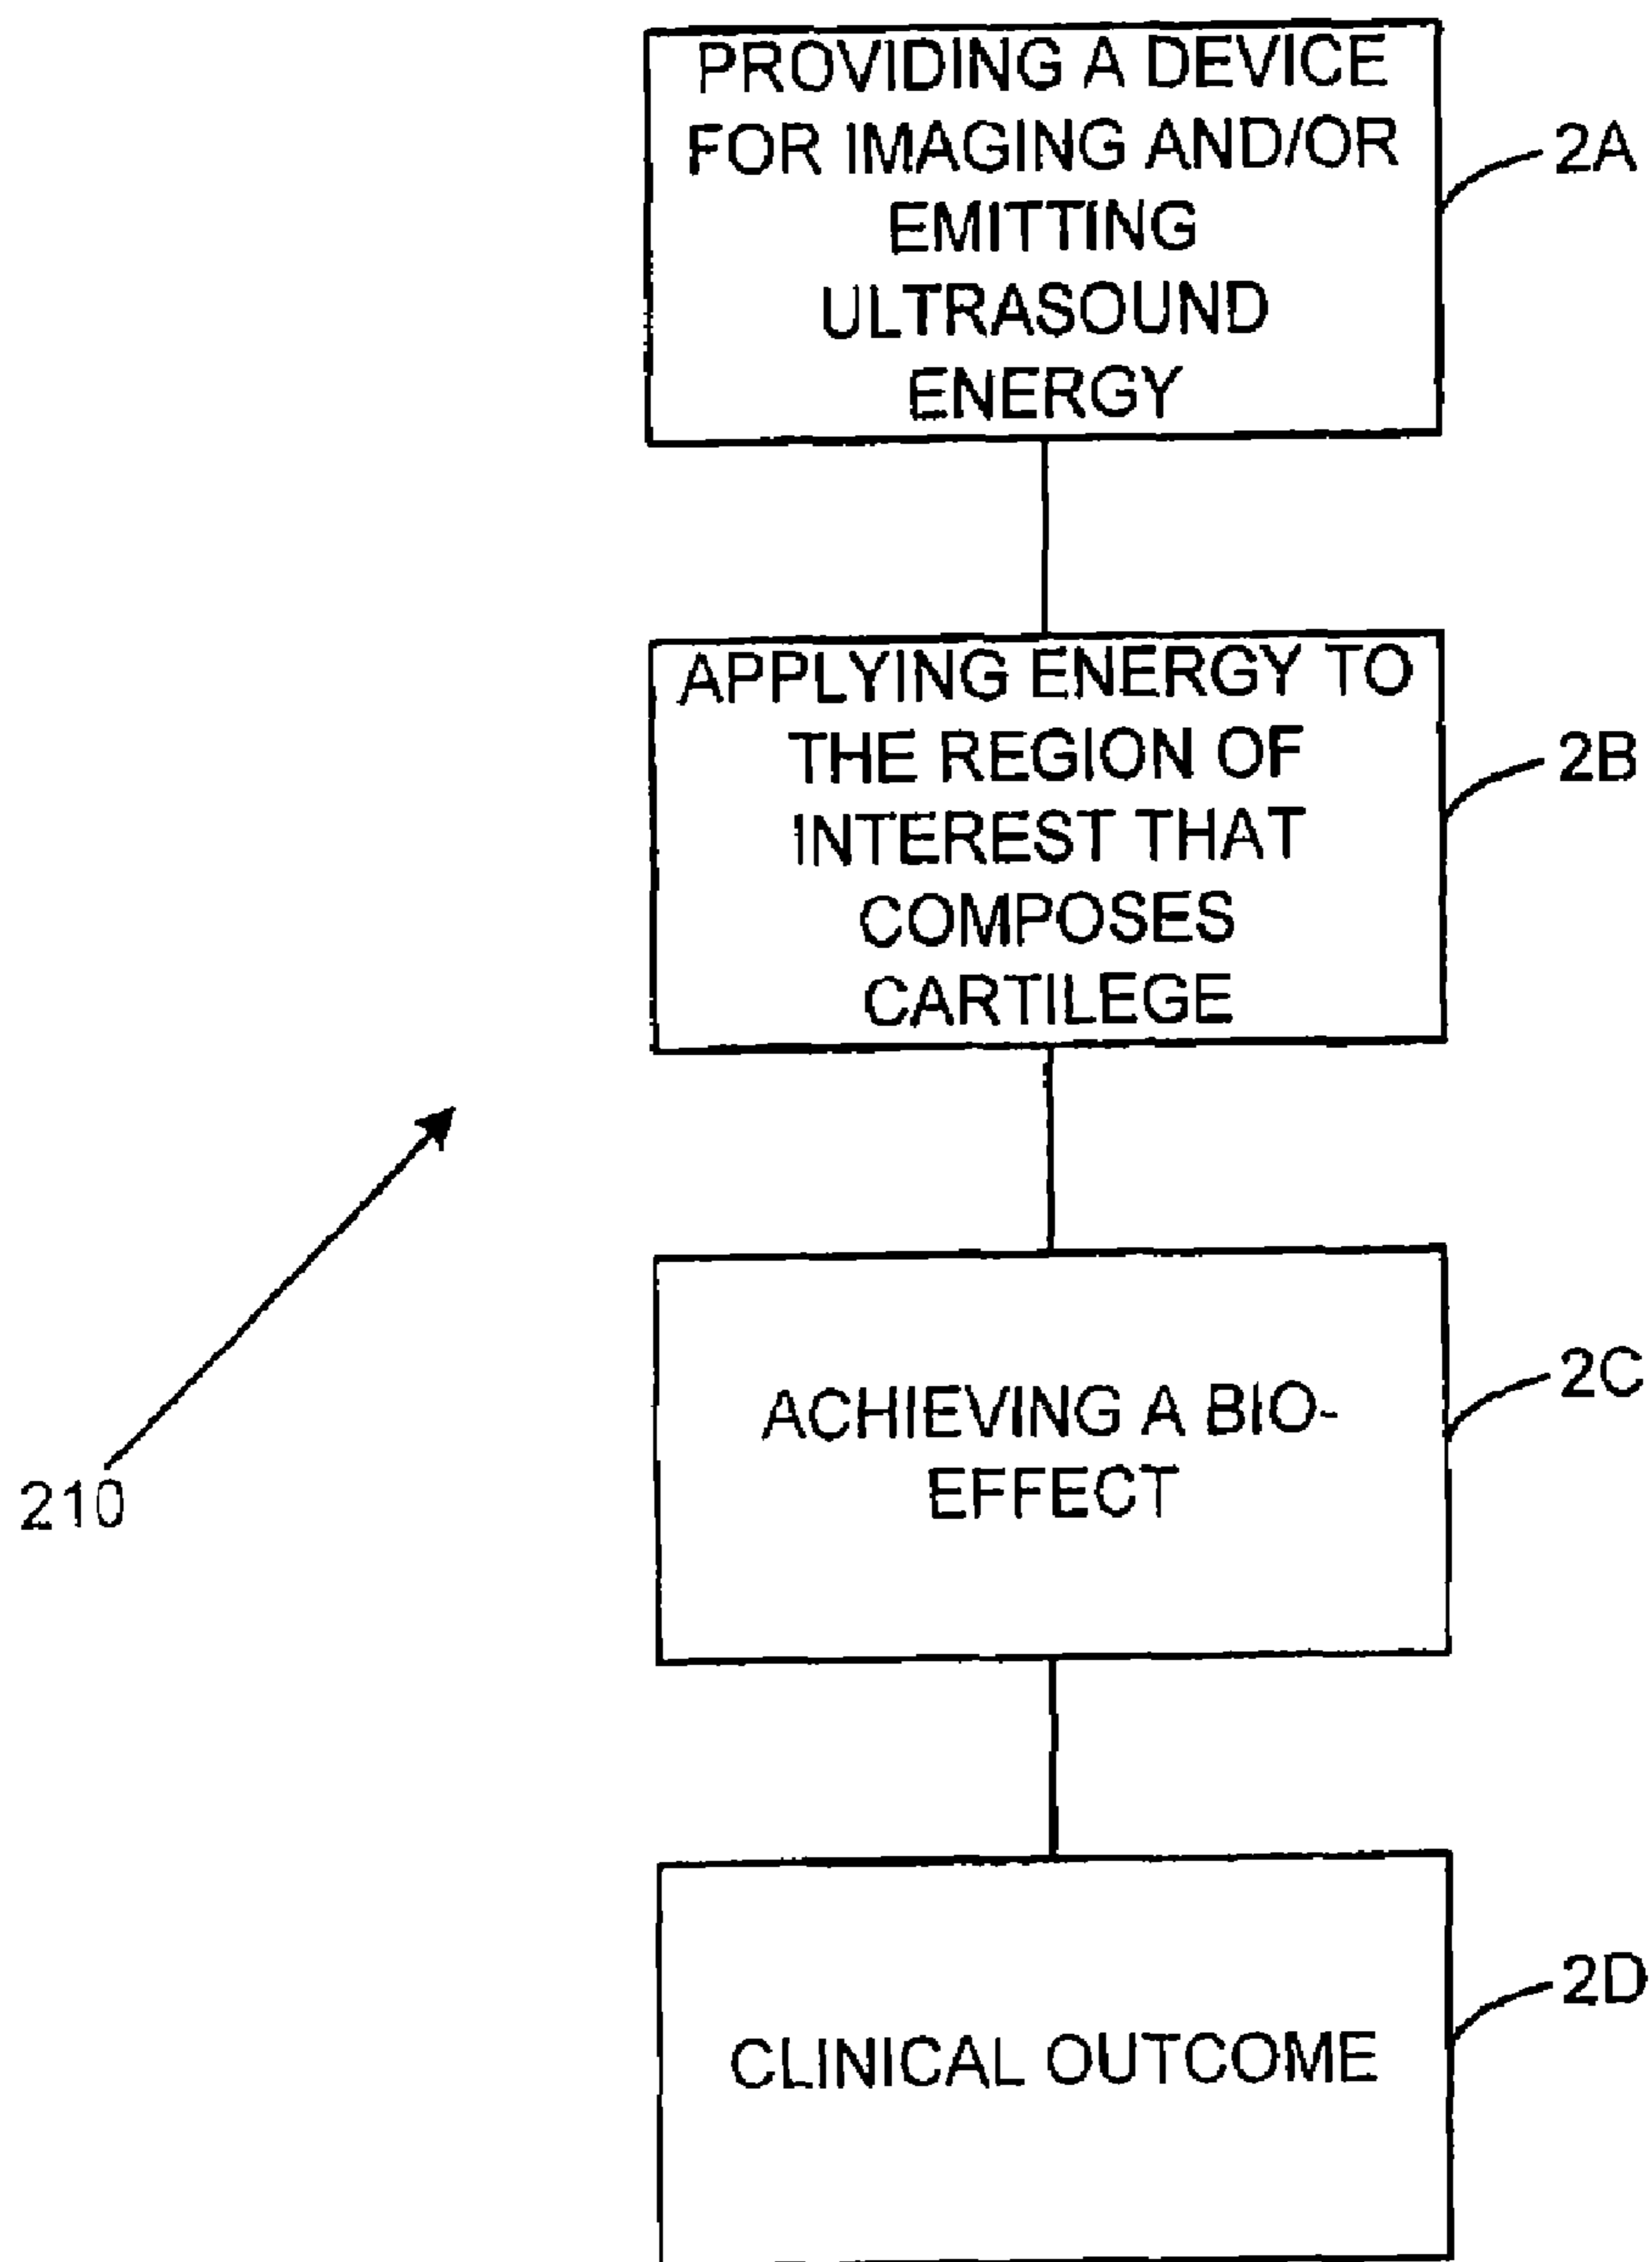 PROVIDING A DEVICE
FOR IMAGING AND/OR
EMITTING
ULTRASOUND
ENERGY
2A
APPLYING ENERGY TO
THE REGION OF
INTEREST THAT
COMPOSES
CARTILEGE
2B
ACHIEVING A BIO-
EFFECT
2C
210
CLINICAL OUTCOME
2D